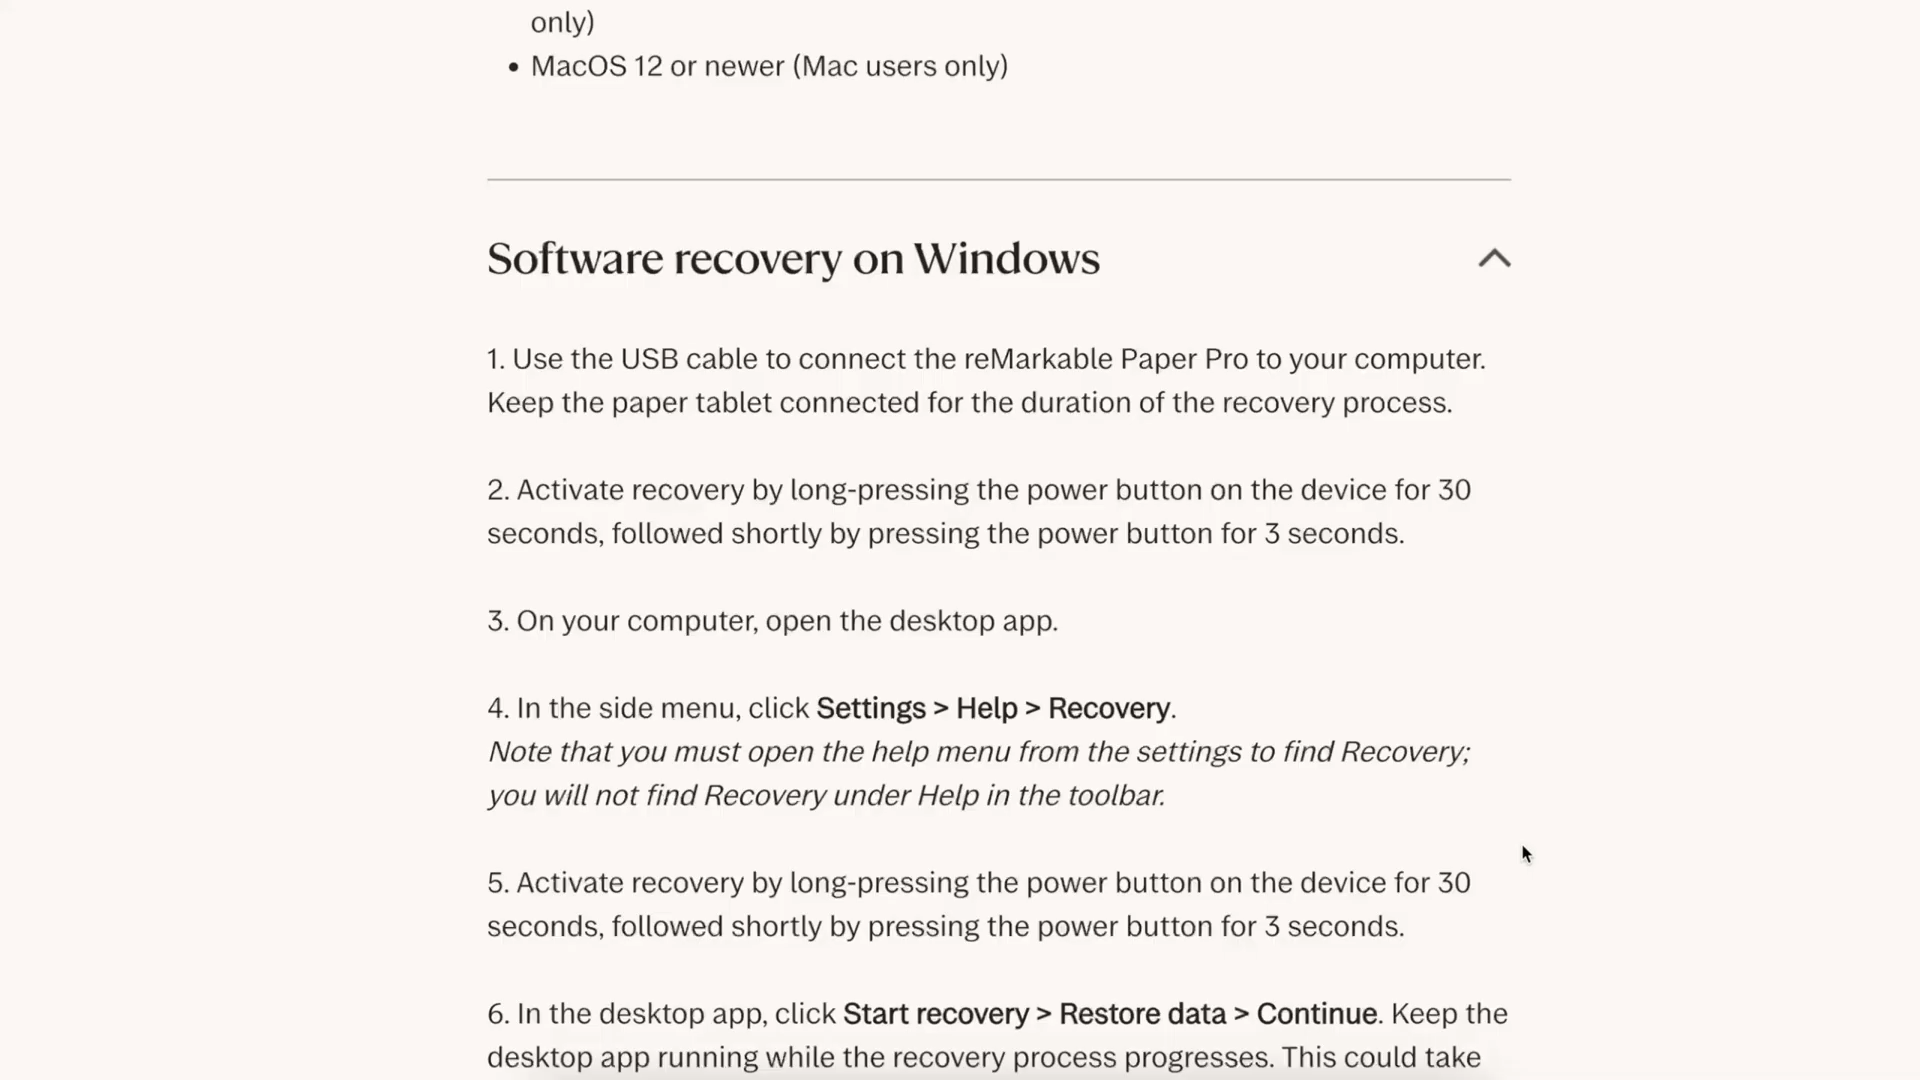 only)
• MacOS 12 or newer (Mac users only)
Software recovery on Windows
1. Use the USB cable to connect the reMarkable Paper Pro to your computer.
Keep the paper tablet connected for the duration of the recovery process.
2. Activate recovery by long-pressing the power button on the device for 30
seconds, followed shortly by pressing the power button for 3 seconds.
3. On your computer, open the desktop app.
4. In the side menu, click Settings > Help > Recovery.
Note that you must open the help menu from the settings to find Recovery;
you will not find Recovery under Help in the toolbar.
5. Activate recovery by long-pressing the power button on the device for 30
seconds, followed shortly by pressing the power button for 3 seconds.
6. In the desktop app, click Start recovery > Restore data > Continue. Keep the
desktop app running while the recovery process progresses. This could take